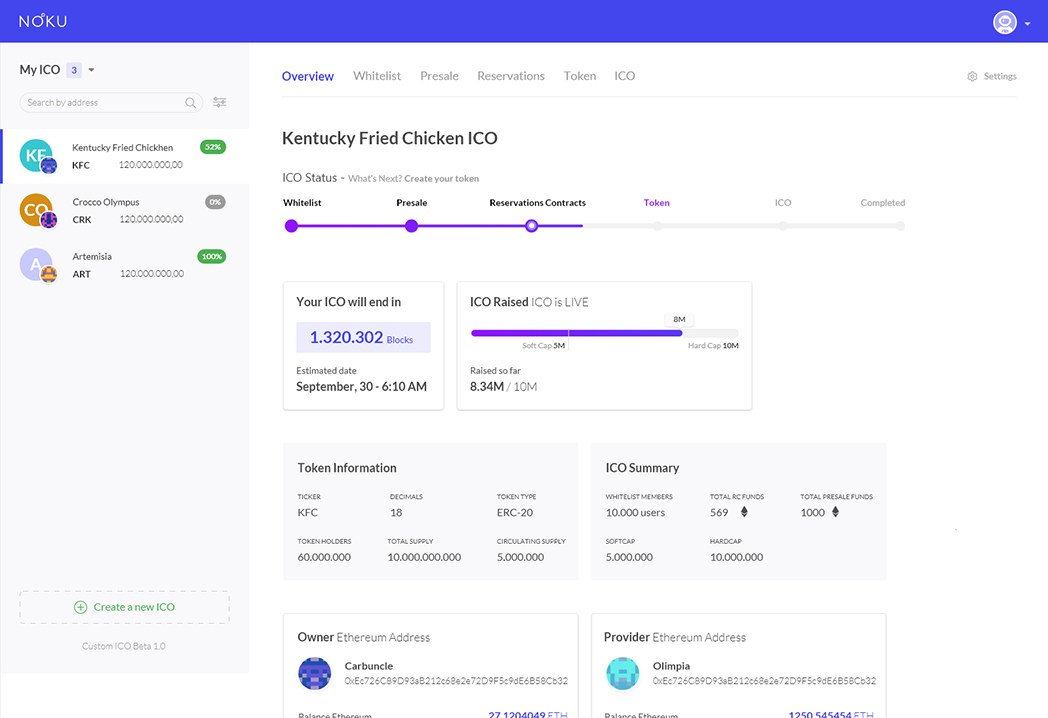 NOKU
My ICO 3
Search by address
KF
Kentucky Fried Chickhen 52%
KFC 120.000.000,00
CO
Crocco Olympus 0%
CRK 120.000.000,00
A
Artemisia 100%
ART 120.000.000,00
Create a new ICO
Custom ICO Beta 1.0
Overview Whitelist Presale Reservations Token ICO Settings
Kentucky Fried Chicken ICO
ICO Status - What's Next? Create your token
Whitelist Presale Reservations Contracts Token ICO Completed
Your ICO will end in
1.320.302 Blocks
Estimated date
September, 30 - 6:10 AM
ICO Raised ICO is LIVE
8M
Soft Cap 5M Hard Cap 10M
Raised so far
8.34M / 10M
Token Information
TICKER DECIMALS TOKEN TYPE
KFC 18 ERC-20
TOKEN HOLDERS TOTAL SUPPLY CIRCULATING SUPPLY
60.000.000 10.000.000.000 5.000.000
ICO Summary
WHITELIST MEMBERS TOTAL RC FUNDS TOTAL PRESALE FUNDS
10.000 users 569 1000
SOFTCAP HARDCAP
5.000.000 10.000.000
Owner Ethereum Address
Carbuncle
0xEc726C89D93aB212c68e2e72D9F5c9dE6B58Cb32
Balance Ethereum 27,1204049 ETH
Provider Ethereum Address
Olimpia
0xEc726C89D93aB212c68e2e72D9F5c9dE6B58Cb32
Balance Ethereum 1250,545454 ETH